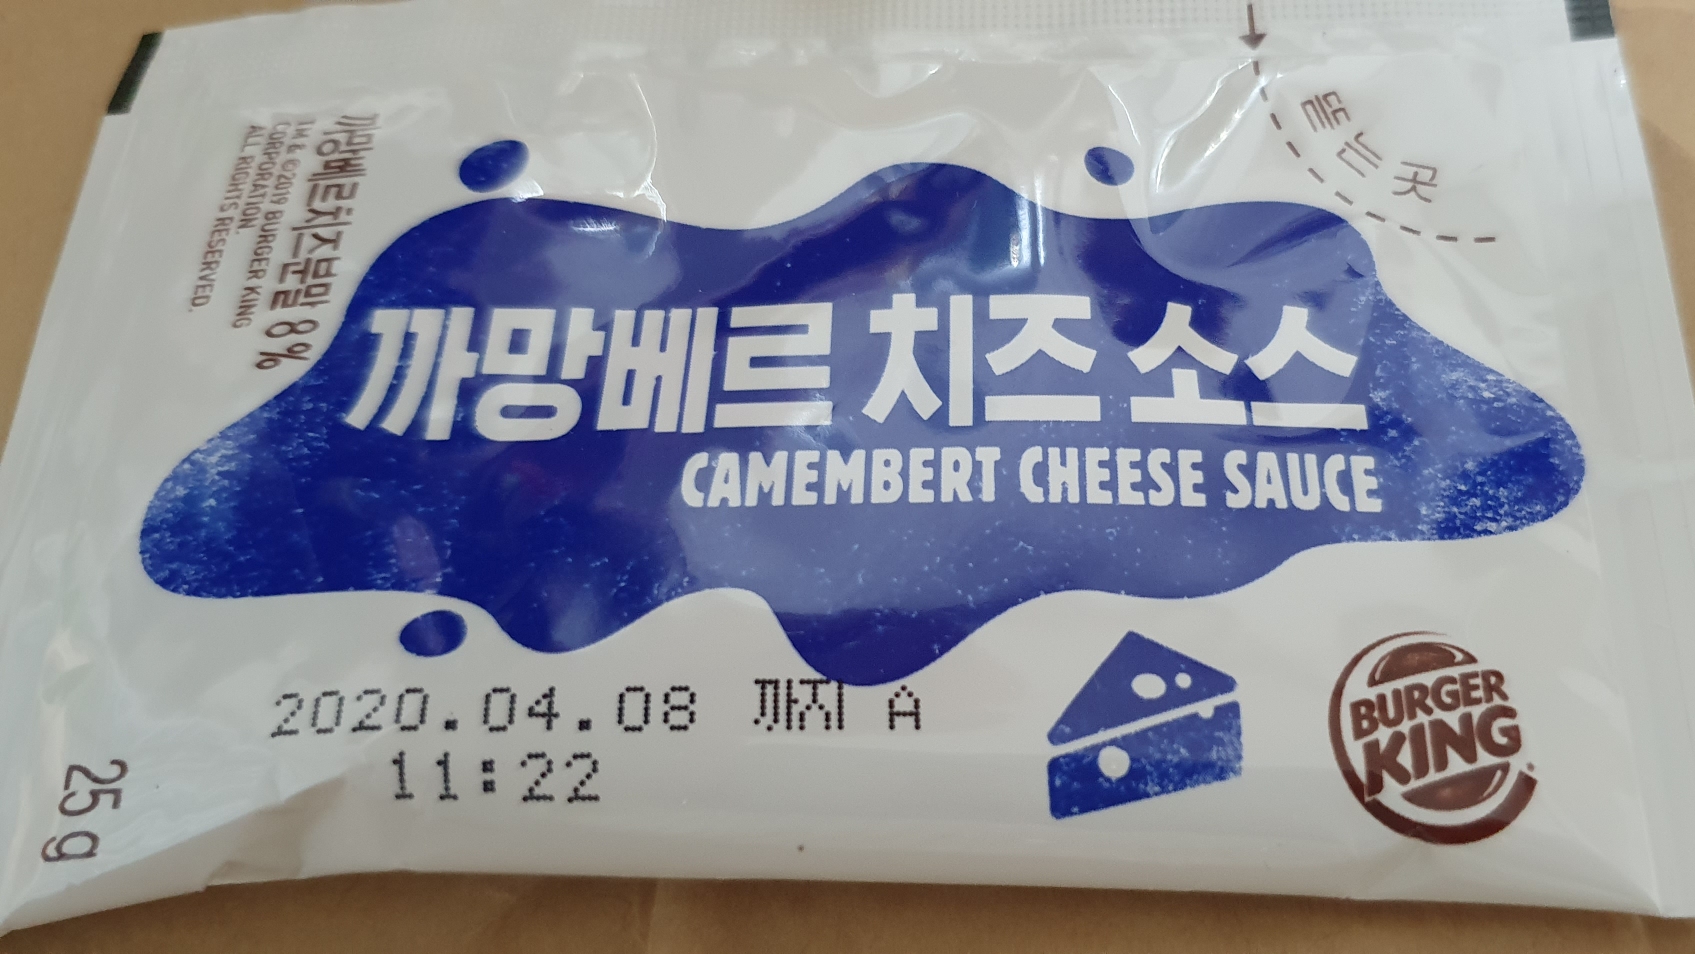 까망베르치즈분말 8%
TM & ©2019 BURGER KING
CORPORATION.
ALL RIGHTS RESERVED.
뜯는 곳
까망베르 치즈 소스
CAMEMBERT CHEESE SAUCE
2020.04.08 까지 A
11:22
25g
BURGER
KING